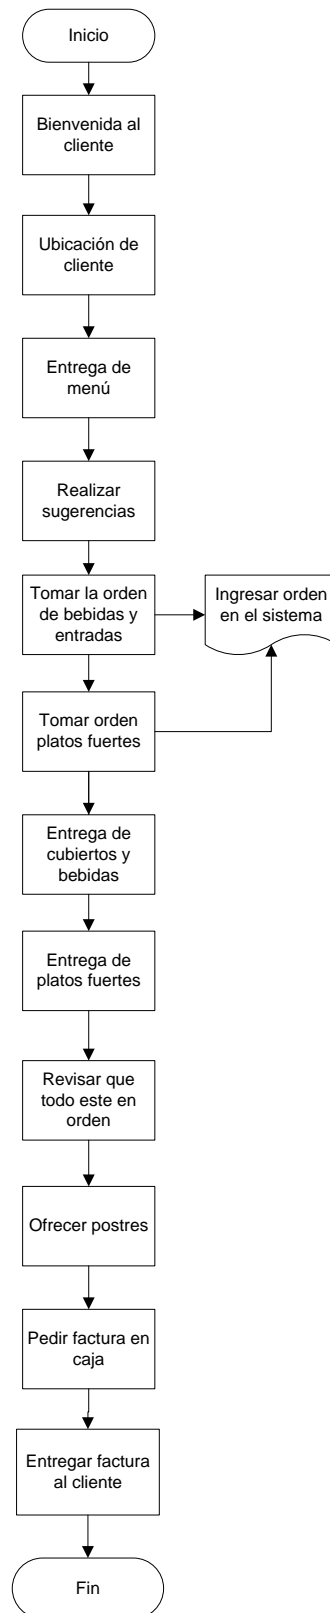 Inicio
Bienvenida al
cliente
Ubicación de
cliente
Entrega de
menú
Realizar
sugerencias
Tomar la orden
de bebidas y
entradas
Ingresar orden
en el sistema
Tomar orden
platos fuertes
Entrega de
cubiertos y
bebidas
Entrega de
platos fuertes
Revisar que
todo este en
orden
Ofrecer postres
Pedir factura en
caja
Entregar factura
al cliente
Fin